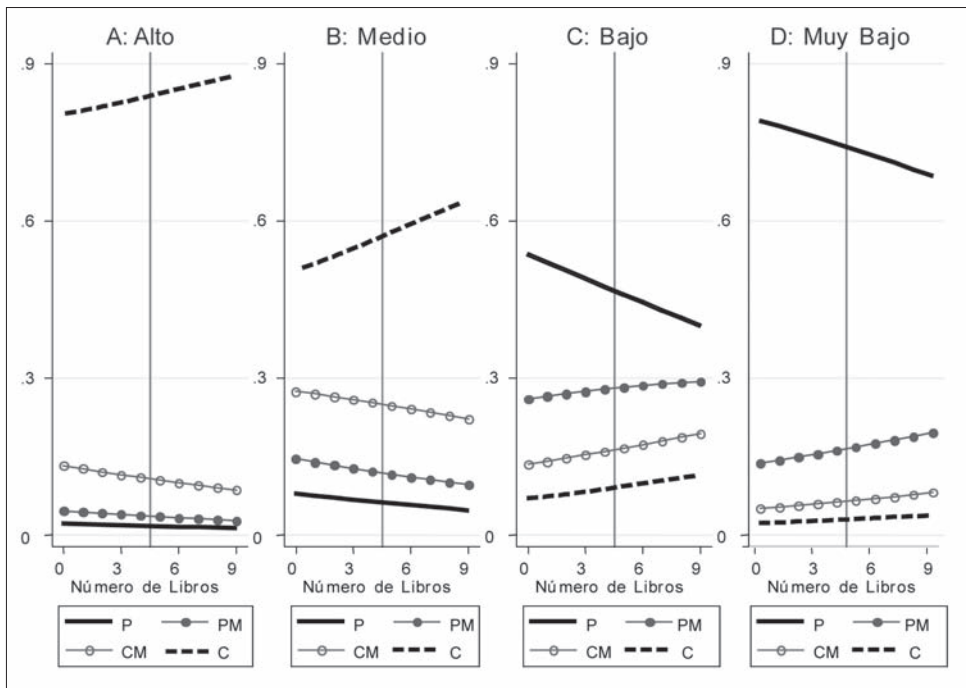 A: Alto
B: Medio
C: Bajo
D: Muy Bajo
.9
.6
.3
0
0 3 6 9
Número de Libros
P PM
CM C
.9
.6
.3
0
0 3 6 9
Número de Libros
P PM
CM C
.9
.6
.3
0
0 3 6 9
Número de Libros
P PM
CM C
.9
.6
.3
0
0 3 6 9
Número de Libros
P PM
CM C